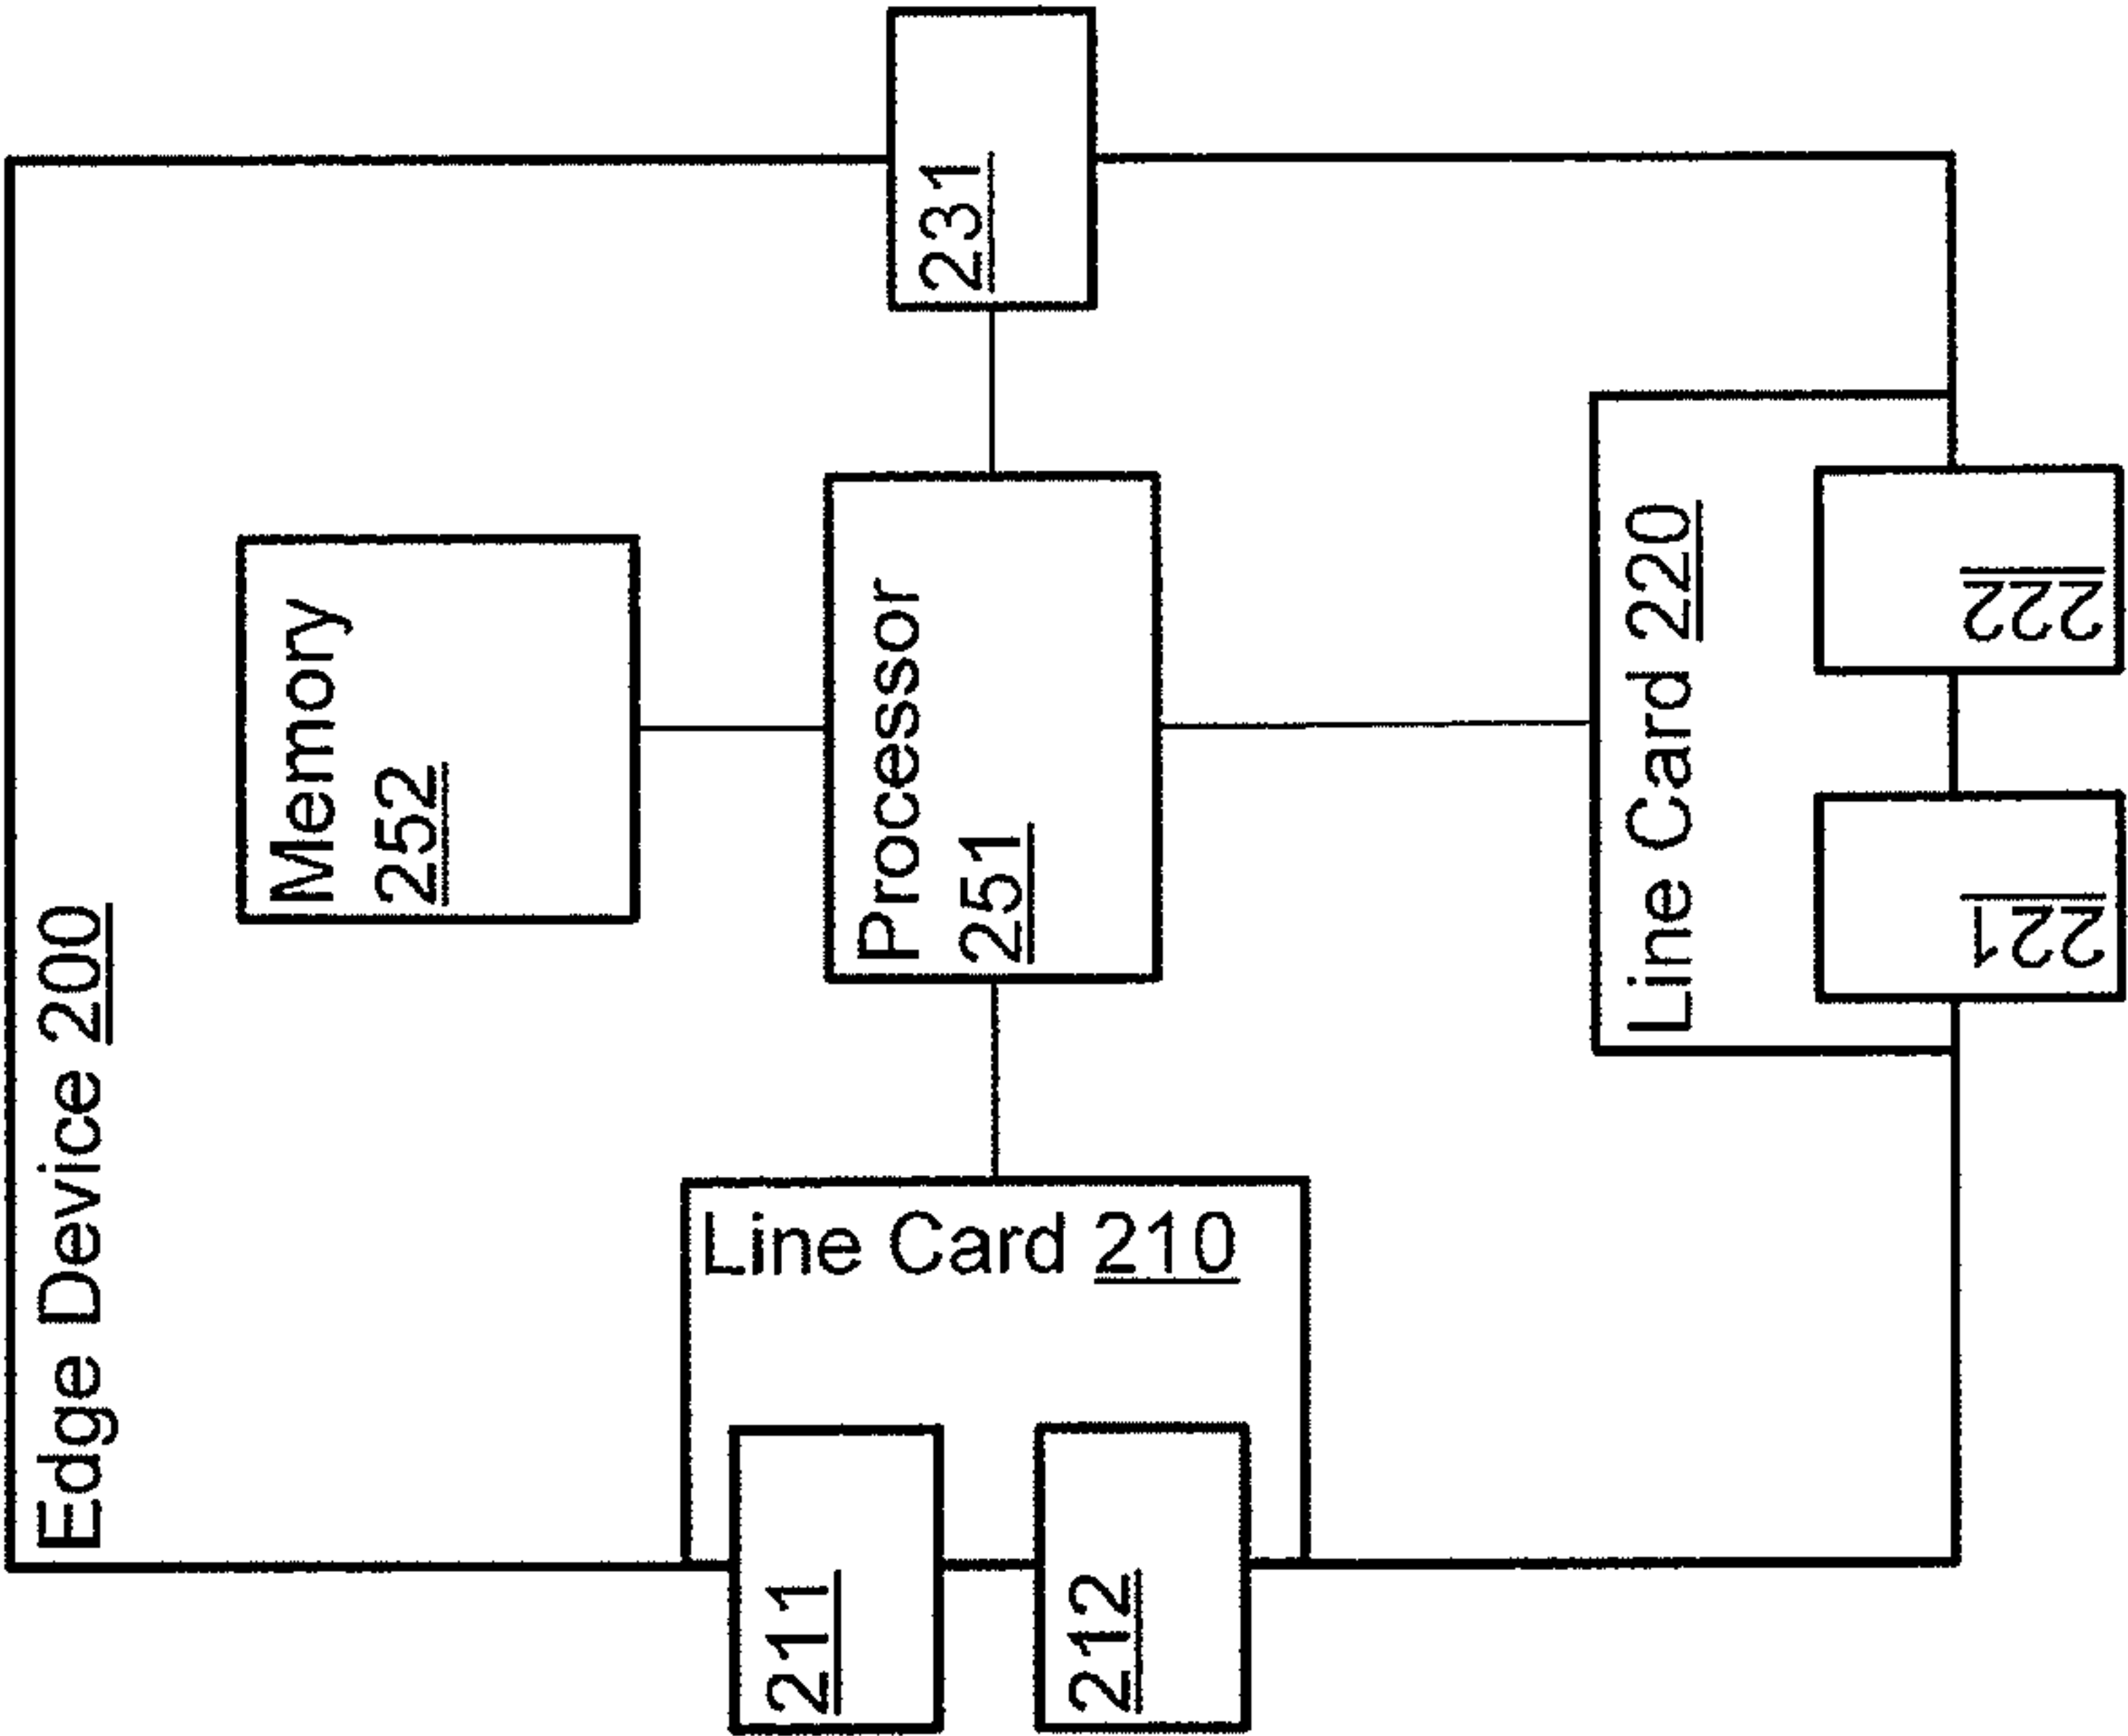 Edge Device 200
Memory
252
Processor
251
231
Line Card 210
211
212
Line Card 220
221
222